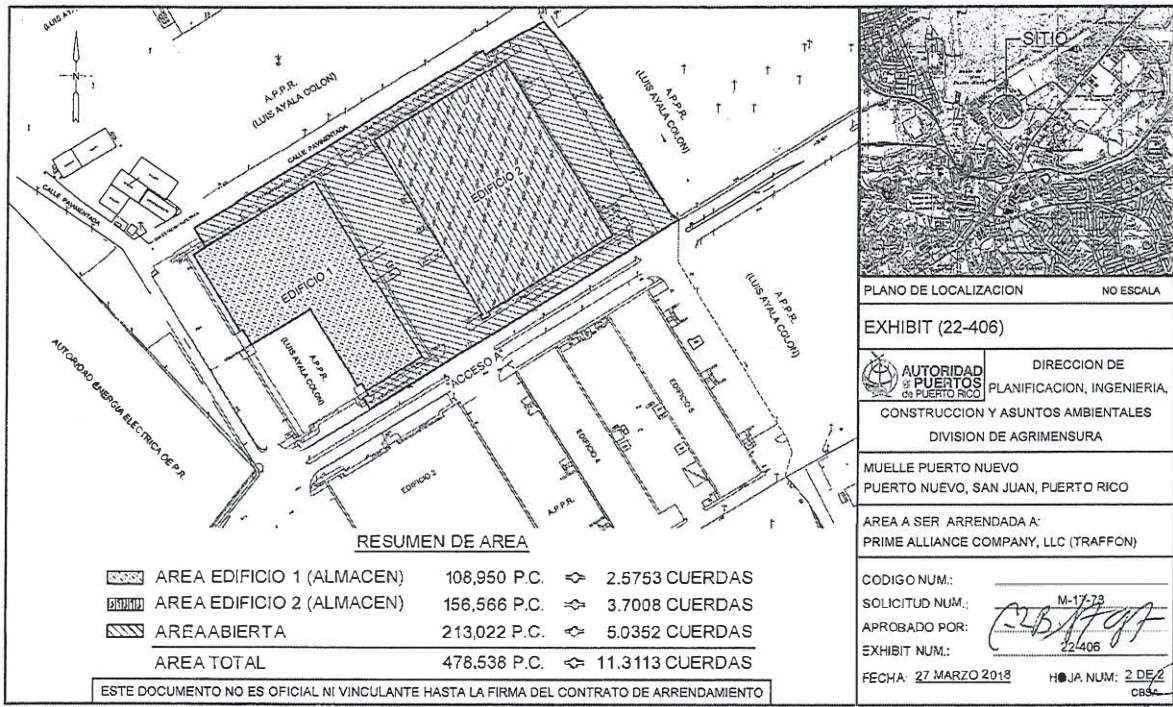 (LUIS AY
N
A.P.P.R.
(LUIS AYALA COLON)
CALLE PAVIMENTADA
A.P.P.R.
(LUIS AYALA COLON)
CALLE PAVIMENTADA
EDIFICIO 2
EDIFICIO 1
A.P.P.R.
(LUIS AYALA COLON)
A.P.P.R.
(LUIS AYALA COLON)
ACCESO A
AUTORIDAD ENERGIA ELECTRICA DE P.R.
EDIFICIO 5
EDIFICIO 4
A.P.P.R.
RESUMEN DE AREA
AREA EDIFICIO 1 (ALMACEN) 108,950 P.C. 2.5753 CUERDAS
AREA EDIFICIO 2 (ALMACEN) 156,566 P.C. 3.7008 CUERDAS
AREA ABIERTA 213,022 P.C. 5.0352 CUERDAS
AREA TOTAL 478,538 P.C. 11.3113 CUERDAS
ESTE DOCUMENTO NO ES OFICIAL NI VINCULANTE HASTA LA FIRMA DEL CONTRATO DE ARRENDAMIENTO
SITIO
PLANO DE LOCALIZACION NO ESCALA
EXHIBIT (22-406)
AUTORIDAD
de PUERTOS
de PUERTO RICO
DIRECCION DE
PLANIFICACION, INGENIERIA,
CONSTRUCCION Y ASUNTOS AMBIENTALES
DIVISION DE AGRIMENSURA
MUELLE PUERTO NUEVO
PUERTO NUEVO, SAN JUAN, PUERTO RICO
AREA A SER ARRENDADA A:
PRIME ALLIANCE COMPANY, LLC (TRAFFON)
CODIGO NUM.:
SOLICITUD NUM.: M-17-73
APROBADO POR:
EXHIBIT NUM.: 22-406
FECHA: 27 MARZO 2018 HOJA NUM: 2 DE 2